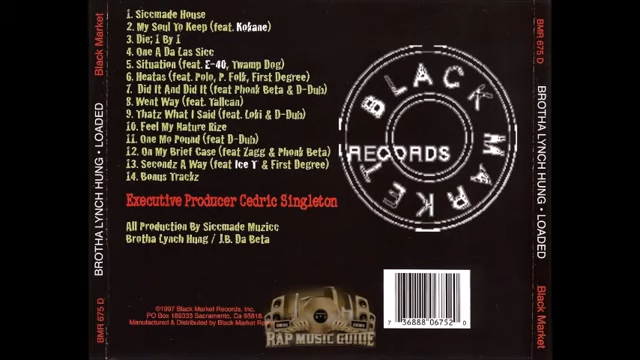 Black Market
BROTHA LYNCH HUNG • LOADED
BMR 675 D
1. Siccmade House
2. My Soul To Keep (feat. Kokane)
3. Die; 1 By 1
4. One A Da Las Sicc
5. Situation (feat. E-40, Twamp Dog)
6. Heatas (feat. Polo, P. Folk, First Degree)
7. Did It And Did It (feat Phonk Beta & D-Dub)
8. Went Way (feat. Tallcan)
9. Thatz What I Said (feat. Loki & D-Dub)
10. Feel My Nature Rize
11. One Mo Pound (feat D-Dub)
12. On My Brief Case (feat Zagg & Phonk Beta)
13. Secondz A Way (feat Ice T & First Degree)
14. Bonus Trackz
Executive Producer Cedric Singleton
All Production By Siccmade Muzicc
Brotha Lynch Hung / J.B. Da Beta
BLACK MARKET
RECORDS
©1997 Black Market Records, Inc.
PO Box 189333 Sacramento, Ca 95818
Manufactured & Distributed by Black Market Re
RAP MUSIC GUIDE
7 36888 06752 0
BMR 675 D
BROTHA LYNCH HUNG • LOADED
Black Market